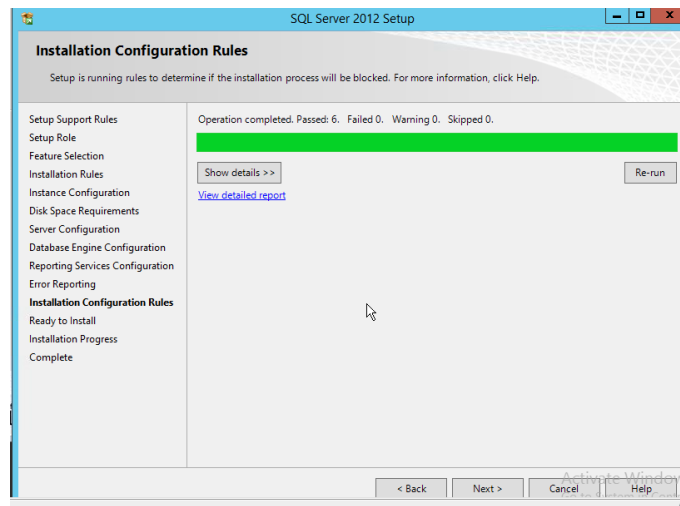 SQL Server 2012 Setup
Installation Configuration Rules
Setup is running rules to determine if the installation process will be blocked. For more information, click Help.
Setup Support Rules
Setup Role
Feature Selection
Installation Rules
Instance Configuration
Disk Space Requirements
Server Configuration
Database Engine Configuration
Reporting Services Configuration
Error Reporting
Installation Configuration Rules
Ready to Install
Installation Progress
Complete
Operation completed. Passed: 6. Failed 0. Warning 0. Skipped 0.
Show details >>
Re-run
View detailed report
< Back
Next >
Cancel
Help
Activate Window